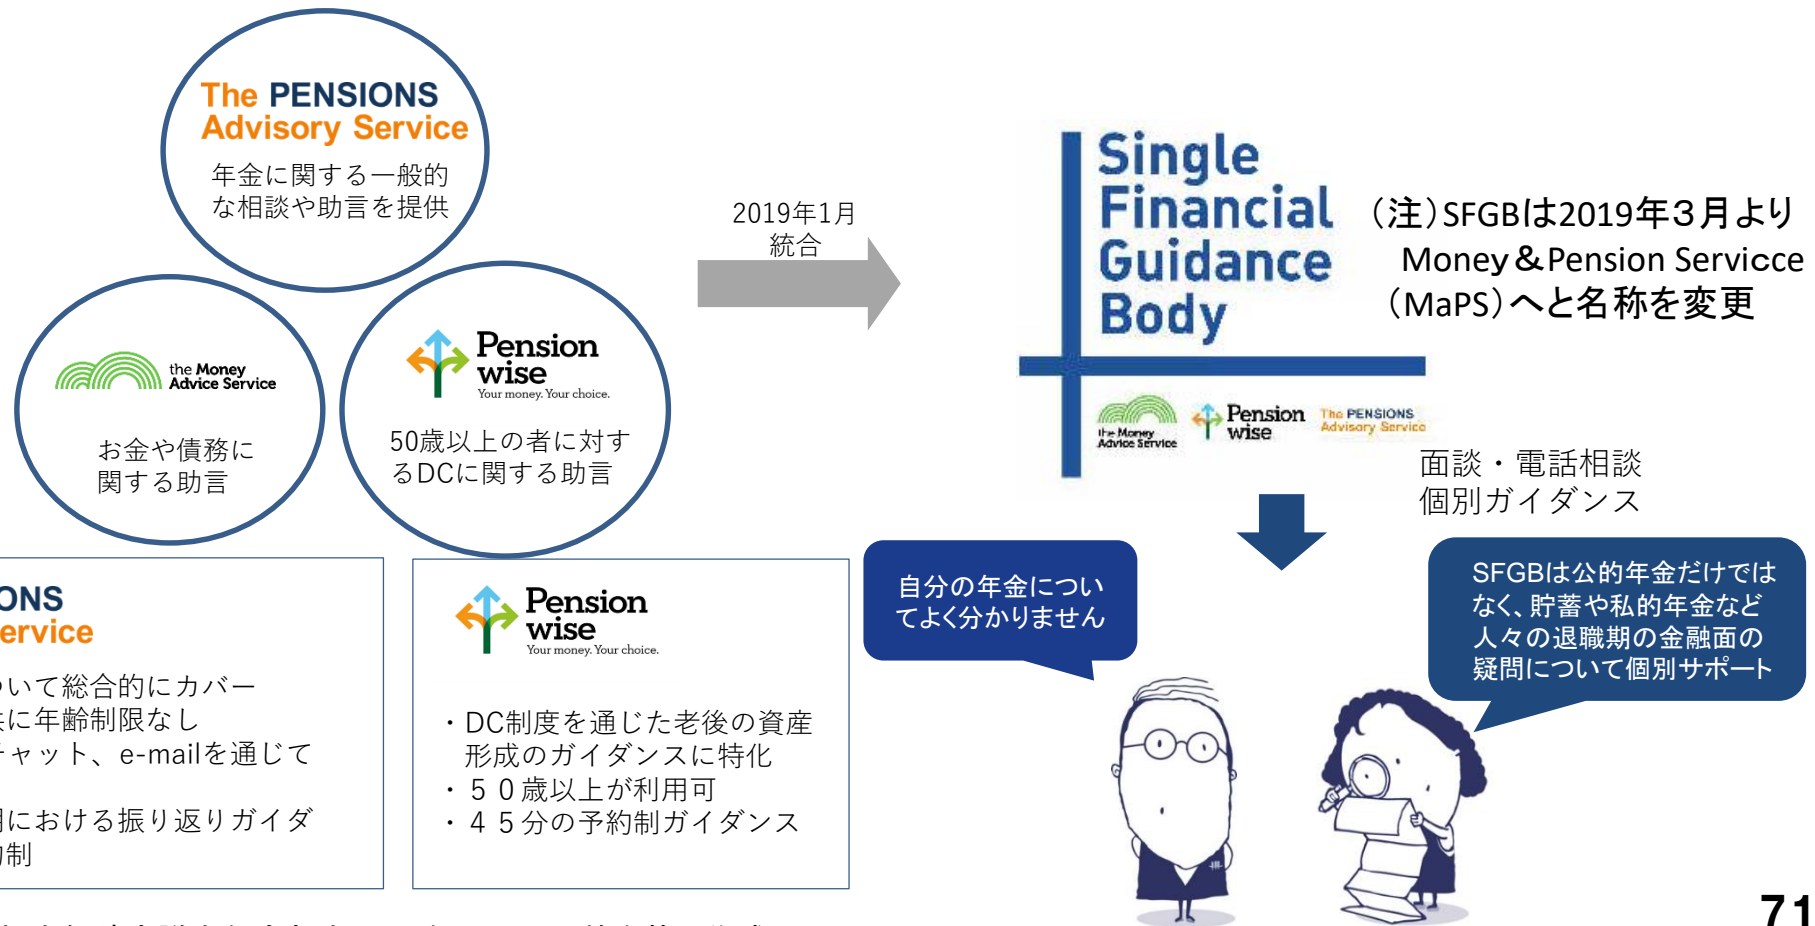 The PENSIONS
Advisory Service
年金に関する一般的
な相談や助言を提供
the Money
Advice Service
お金や債務に
関する助言
Pension
wise
Your money. Your choice.
50歳以上の者に対す
るDCに関する助言
2019年1月
統合
Single
Financial
Guidance
Body
the Money
Advice Service
Pension
wise
The PENSIONS
Advisory Service
（注）SFGBは2019年３月より
Money＆Pension Servicce
（MaPS）へと名称を変更
面談・電話相談
個別ガイダンス
ONS
ervice
いて総合的にカバー
に年齢制限なし
チャット、e-mailを通じて
における振り返りガイダ
制
Pension
wise
Your money. Your choice.
・DC制度を通じた老後の資産
形成のガイダンスに特化
・５０歳以上が利用可
・４５分の予約制ガイダンス
自分の年金につい
てよく分かりません
SFGBは公的年金だけでは
なく、貯蓄や私的年金など
人々の退職期の金融面の
疑問について個別サポート
71